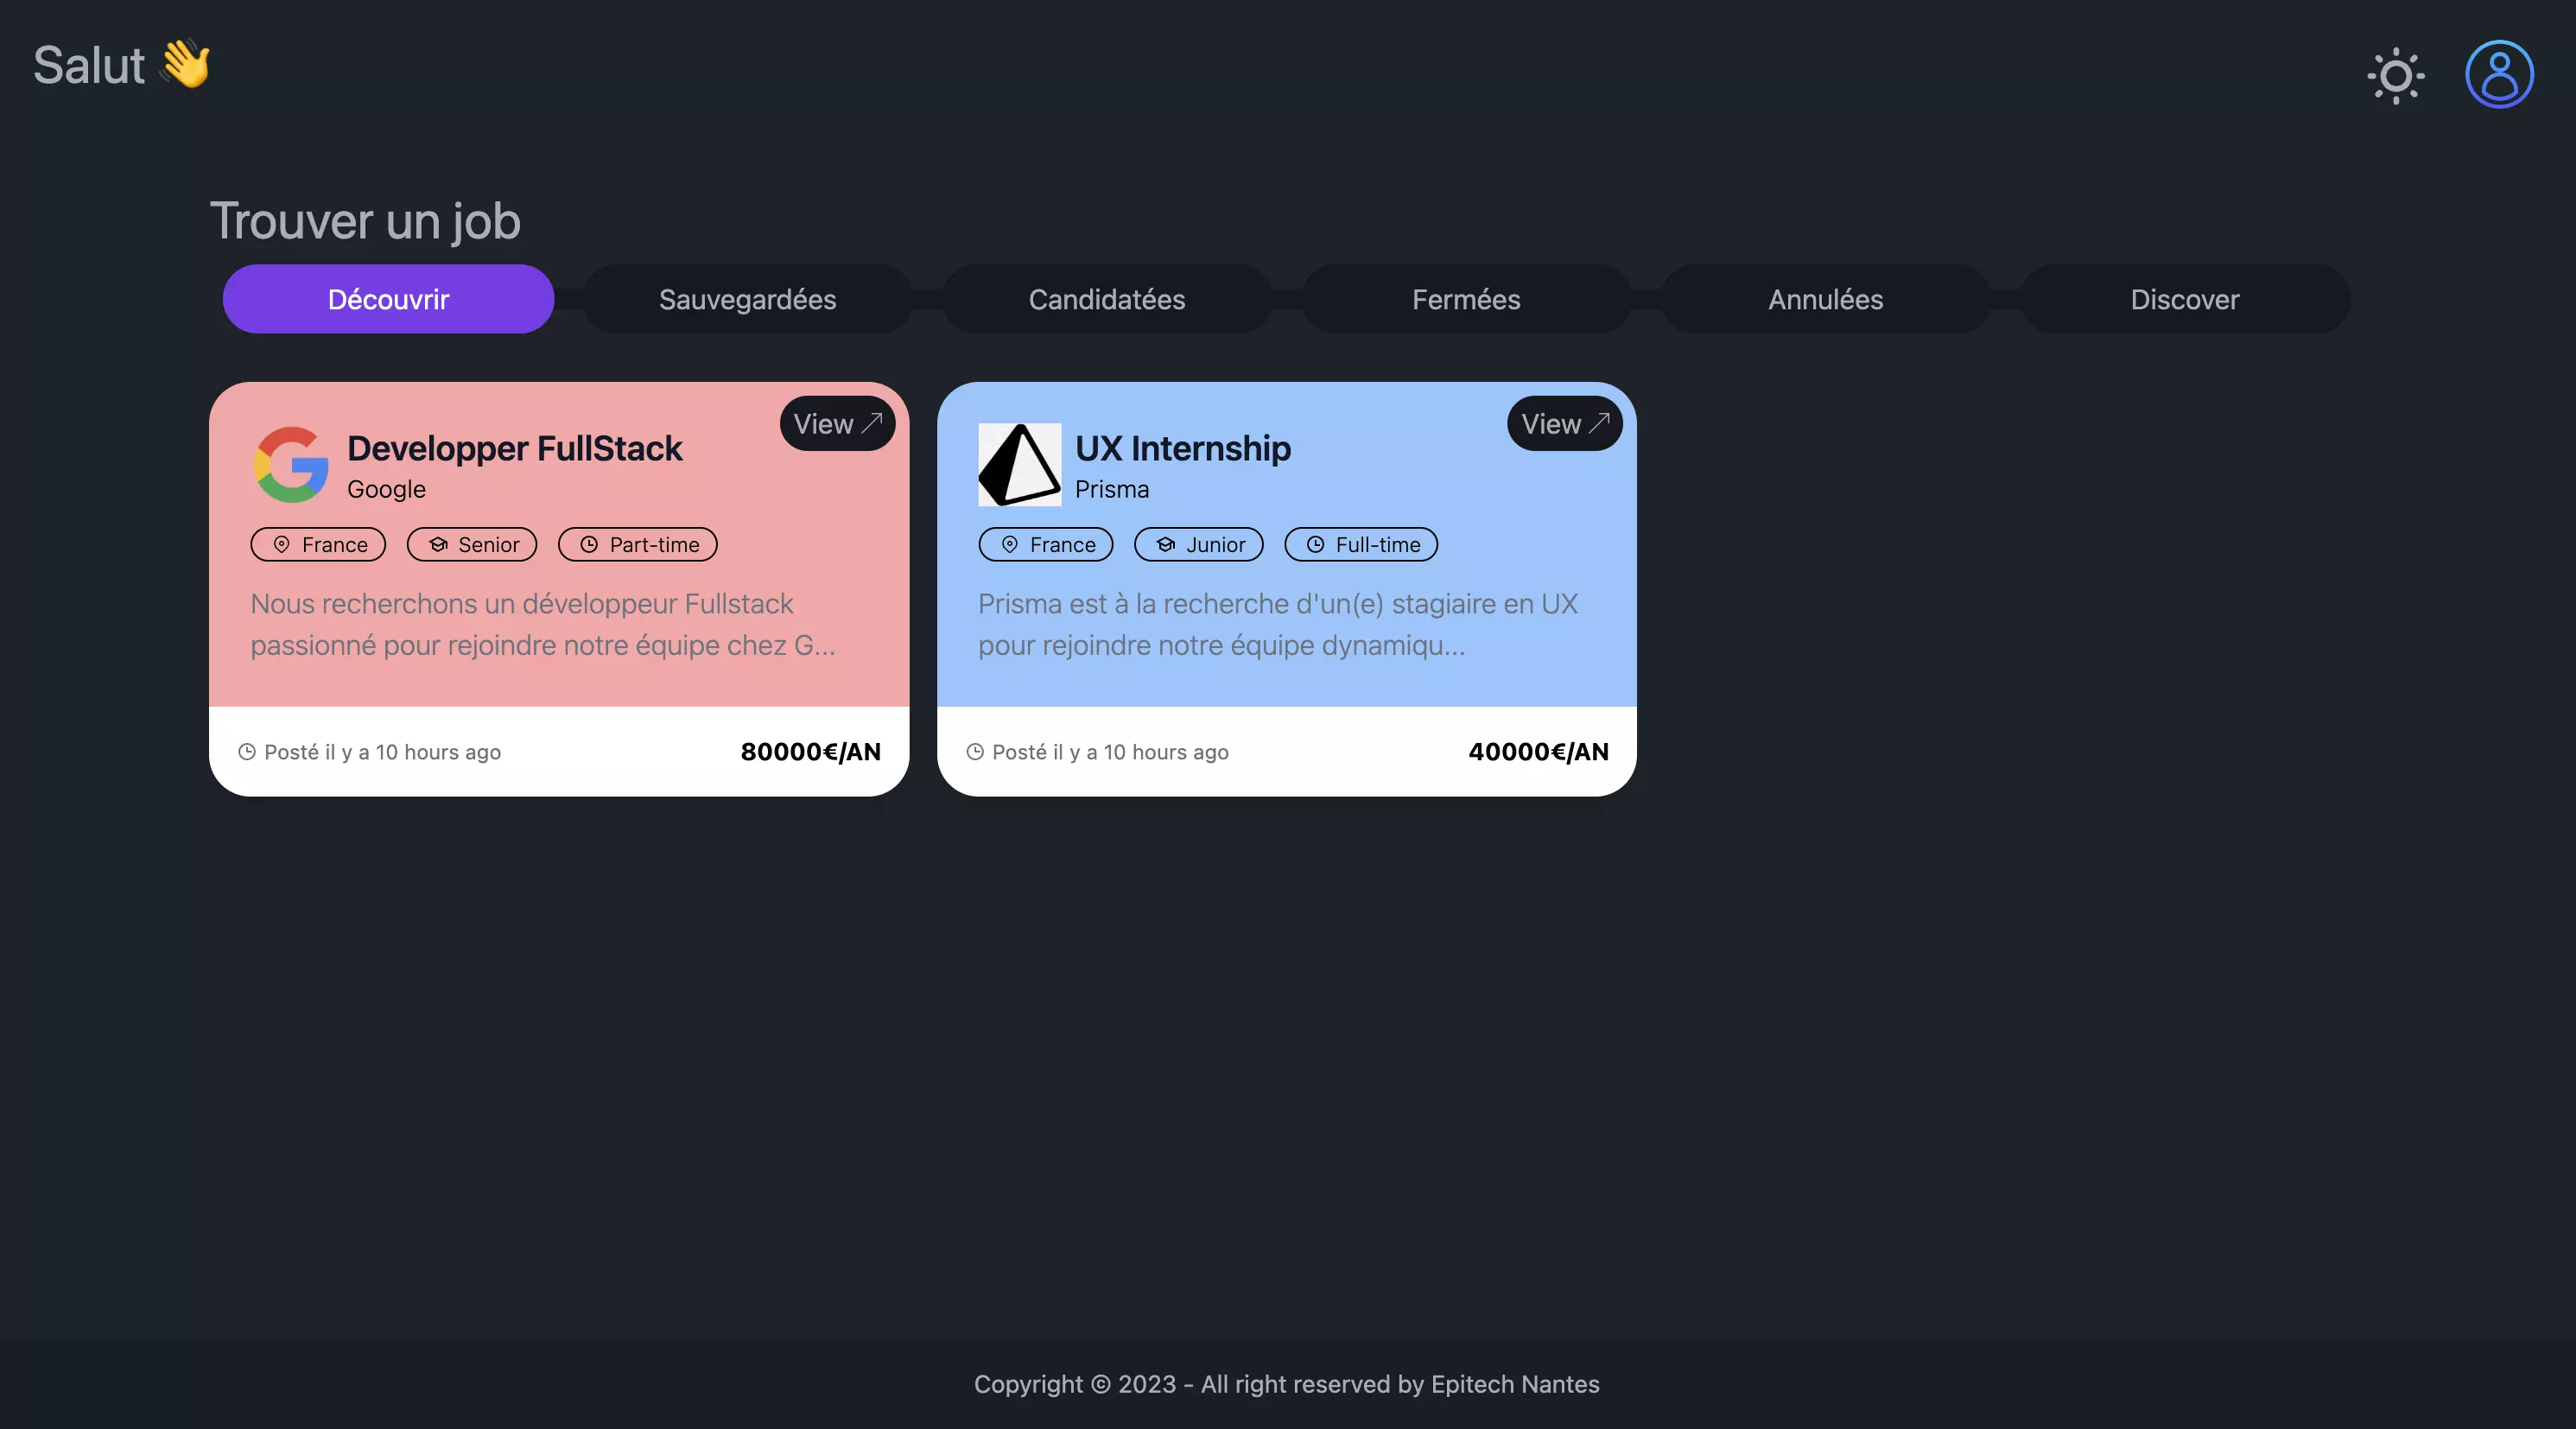 Salut 👋
Trouver un job
Découvrir
Sauvegardées
Candidatées
Fermées
Annulées
Discover
View
Developper FullStack
Google
France
Senior
Part-time
Nous recherchons un développeur Fullstack
passionné pour rejoindre notre équipe chez G...
Posté il y a 10 hours ago
80000€/AN
View
UX Internship
Prisma
France
Junior
Full-time
Prisma est à la recherche d'un(e) stagiaire en UX
pour rejoindre notre équipe dynamiqu...
Posté il y a 10 hours ago
40000€/AN
Copyright © 2023 - All right reserved by Epitech Nantes